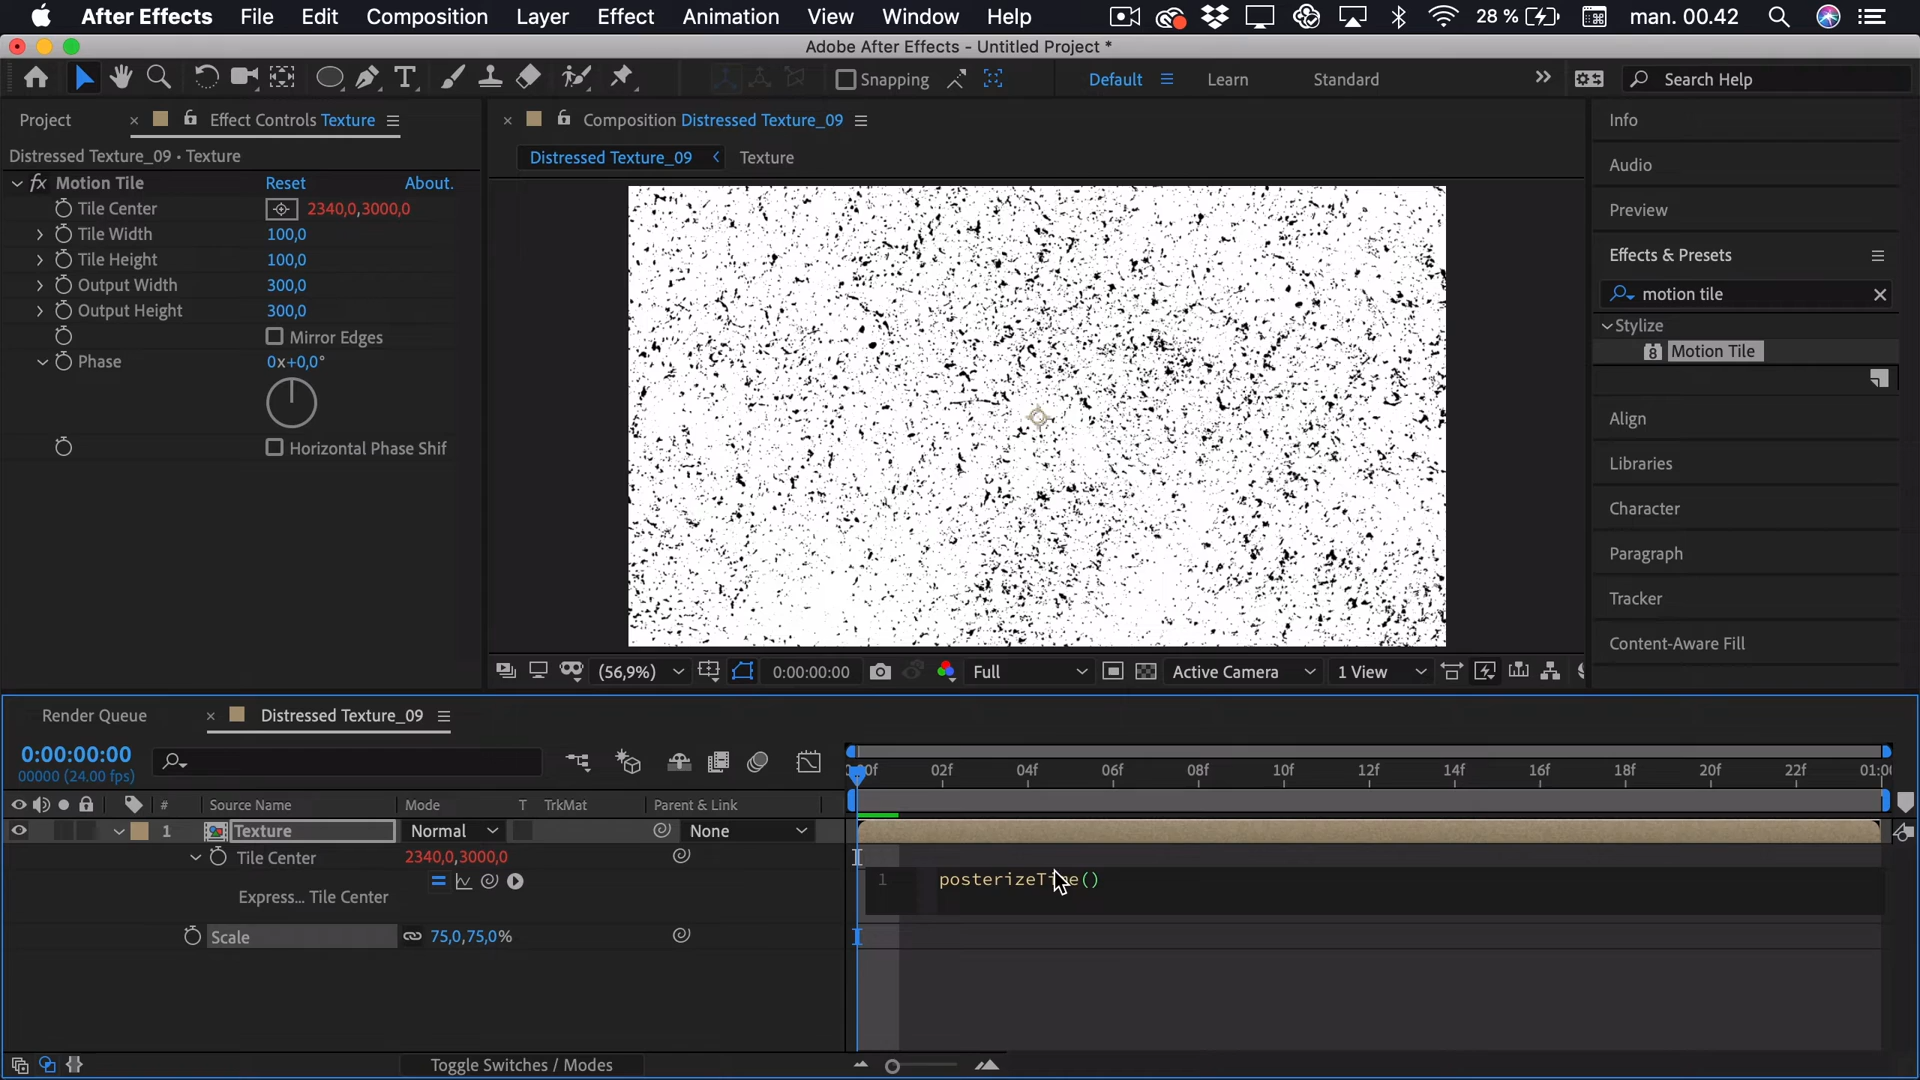 After Effects File Edit Composition Layer Effect Animation View Window Help 28 % man. 00.42
Adobe After Effects - Untitled Project *
Snapping Default Learn Standard Search Help
Project Effect Controls Texture
Distressed Texture_09 • Texture
fx Motion Tile Reset About.
Tile Center 2340,0,3000,0
Tile Width 100,0
Tile Height 100,0
Output Width 300,0
Output Height 300,0
Mirror Edges
Phase 0x+0,0°
Horizontal Phase Shif
Composition Distressed Texture_09
Distressed Texture_09 Texture
(56,9%) 0:00:00:00 Full Active Camera 1 View
Info
Audio
Preview
Effects & Presets
motion tile
Stylize
8 Motion Tile
Align
Libraries
Character
Paragraph
Tracker
Content-Aware Fill
Render Queue Distressed Texture_09
0:00:00:00
00000 (24.00 fps)
02f 04f 06f 08f 10f 12f 14f 16f 18f 20f 22f
# Source Name Mode T TrkMat Parent & Link
1 Texture Normal None
Tile Center 2340,0,3000,0
Express... Tile Center
1 posterizeTime()
Scale 75,0,75,0%
Toggle Switches / Modes